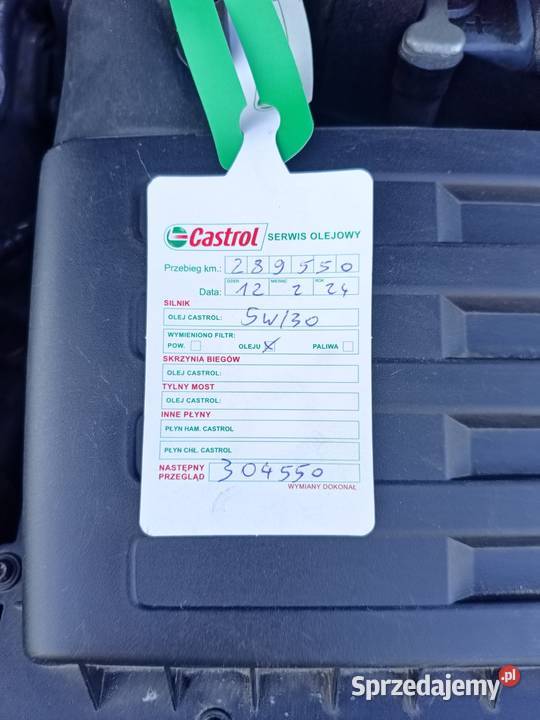 Castrol SERWIS OLEJOWY
Przebieg km.: 289550
DZIEŃ MIESIĄC ROK
Data: 12 2 24
SILNIK
OLEJ CASTROL: 5W/30
WYMIENIONO FILTR:
POW. OLEJU X PALIWA
SKRZYNIA BIEGÓW
OLEJ CASTROL:
TYLNY MOST
OLEJ CASTROL:
INNE PŁYNY
PŁYN HAM. CASTROL
PŁYN CHŁ. CASTROL
NASTĘPNY
PRZEGLĄD 304550
WYMIANY DOKONAŁ
Sprzedajemy.pl